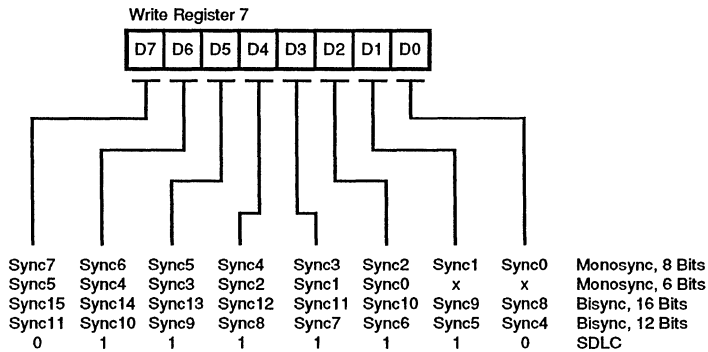 Write Register 7
D7 D6 D5 D4 D3 D2 D1 D0
Sync7 Sync6 Sync5 Sync4 Sync3 Sync2 Sync1 Sync0 Monosync, 8 Bits
Sync5 Sync4 Sync3 Sync2 Sync1 Sync0 x x Monosync, 6 Bits
Sync15 Sync14 Sync13 Sync12 Sync11 Sync10 Sync9 Sync8 Bisync, 16 Bits
Sync11 Sync10 Sync9 Sync8 Sync7 Sync6 Sync5 Sync4 Bisync, 12 Bits
0 1 1 1 1 1 1 0 SDLC